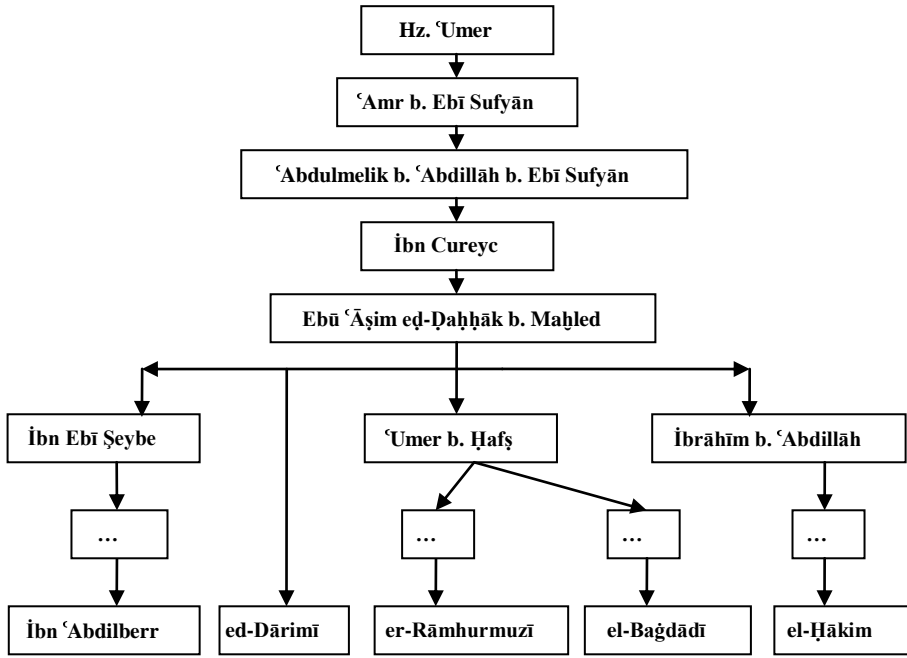 Hz. ʿUmer
ʿAmr b. Ebī Sufyān
ʿAbdulmelik b. ʿAbdillāh b. Ebī Sufyān
İbn Cureyc
Ebū ʿĀṣim eḍ-Ḍaḥḥāk b. Maḫled
İbn Ebī Şeybe
ʿUmer b. Ḥafṣ
İbrāhīm b. ʿAbdillāh
…
…
…
…
İbn ʿAbdilberr
ed-Dārimī
er-Rāmhurmuzī
el-Baġdādī
el-Ḥākim